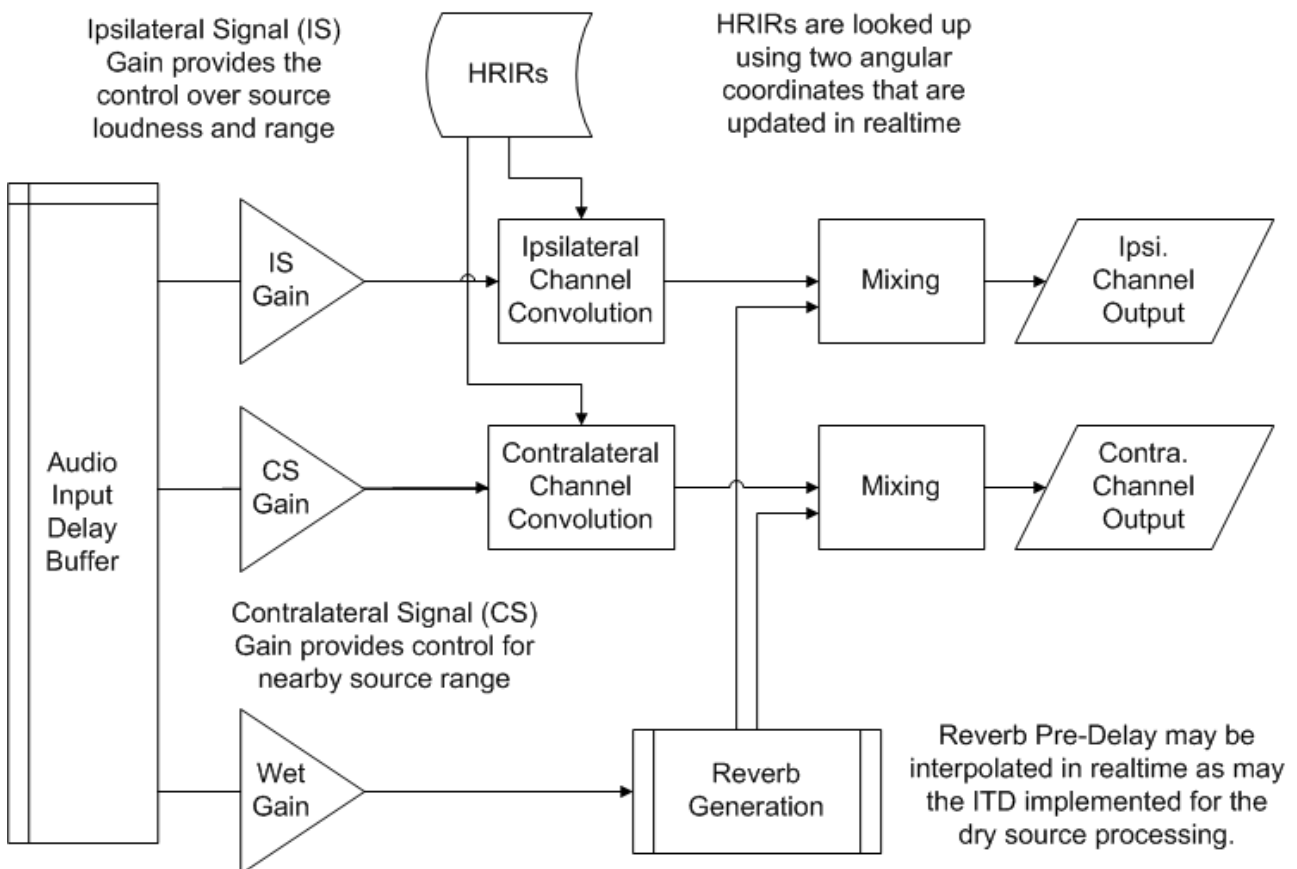 Ipsilateral Signal (IS)
Gain provides the
control over source
loudness and range
HRIRs
HRIRs are looked up
using two angular
coordinates that are
updated in realtime
IS
Gain
Ipsilateral
Channel
Convolution
Mixing
Ipsi.
Channel
Output
Audio
Input
Delay
Buffer
CS
Gain
Contralateral
Channel
Convolution
Mixing
Contra.
Channel
Output
Contralateral Signal (CS)
Gain provides control for
nearby source range
Wet
Gain
Reverb
Generation
Reverb Pre-Delay may be
interpolated in realtime as may
the ITD implemented for the
dry source processing.